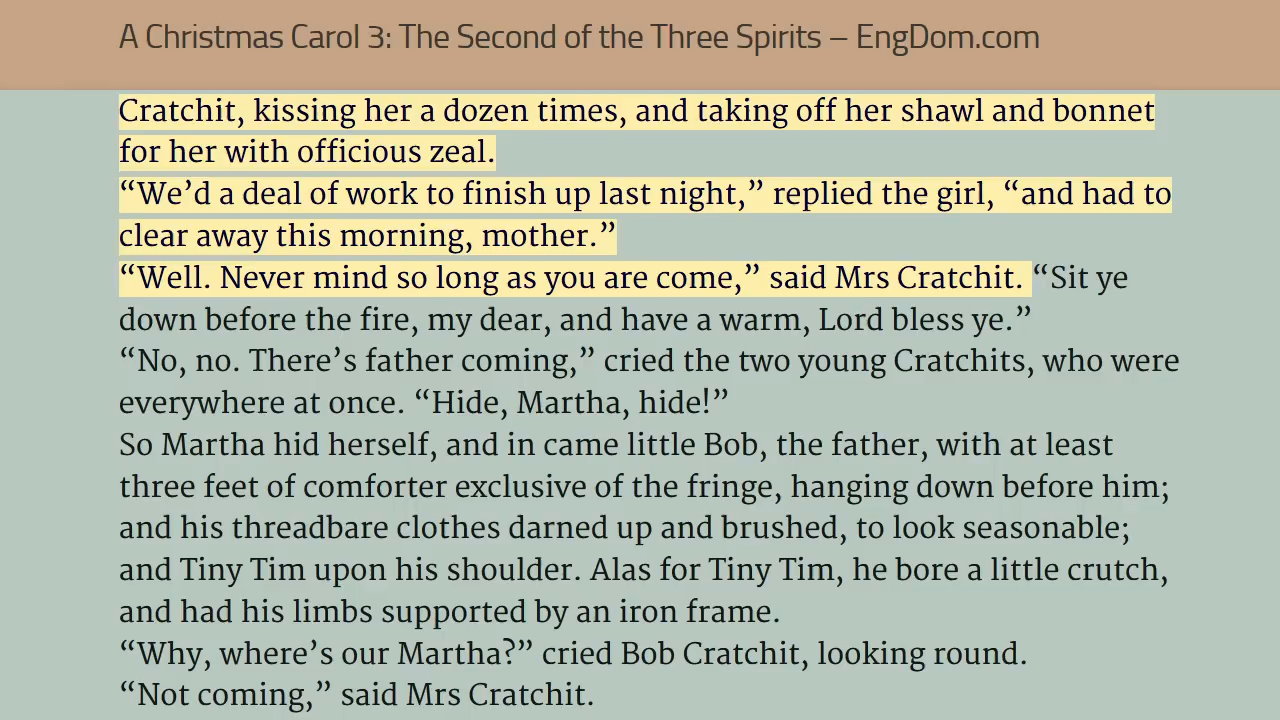 A Christmas Carol 3: The Second of the Three Spirits – EngDom.com
Cratchit, kissing her a dozen times, and taking off her shawl and bonnet
for her with officious zeal.
“We’d a deal of work to finish up last night,” replied the girl, “and had to
clear away this morning, mother.”
“Well. Never mind so long as you are come,” said Mrs Cratchit. “Sit ye
down before the fire, my dear, and have a warm, Lord bless ye.”
“No, no. There’s father coming,” cried the two young Cratchits, who were
everywhere at once. “Hide, Martha, hide!”
So Martha hid herself, and in came little Bob, the father, with at least
three feet of comforter exclusive of the fringe, hanging down before him;
and his threadbare clothes darned up and brushed, to look seasonable;
and Tiny Tim upon his shoulder. Alas for Tiny Tim, he bore a little crutch,
and had his limbs supported by an iron frame.
“Why, where’s our Martha?” cried Bob Cratchit, looking round.
“Not coming,” said Mrs Cratchit.